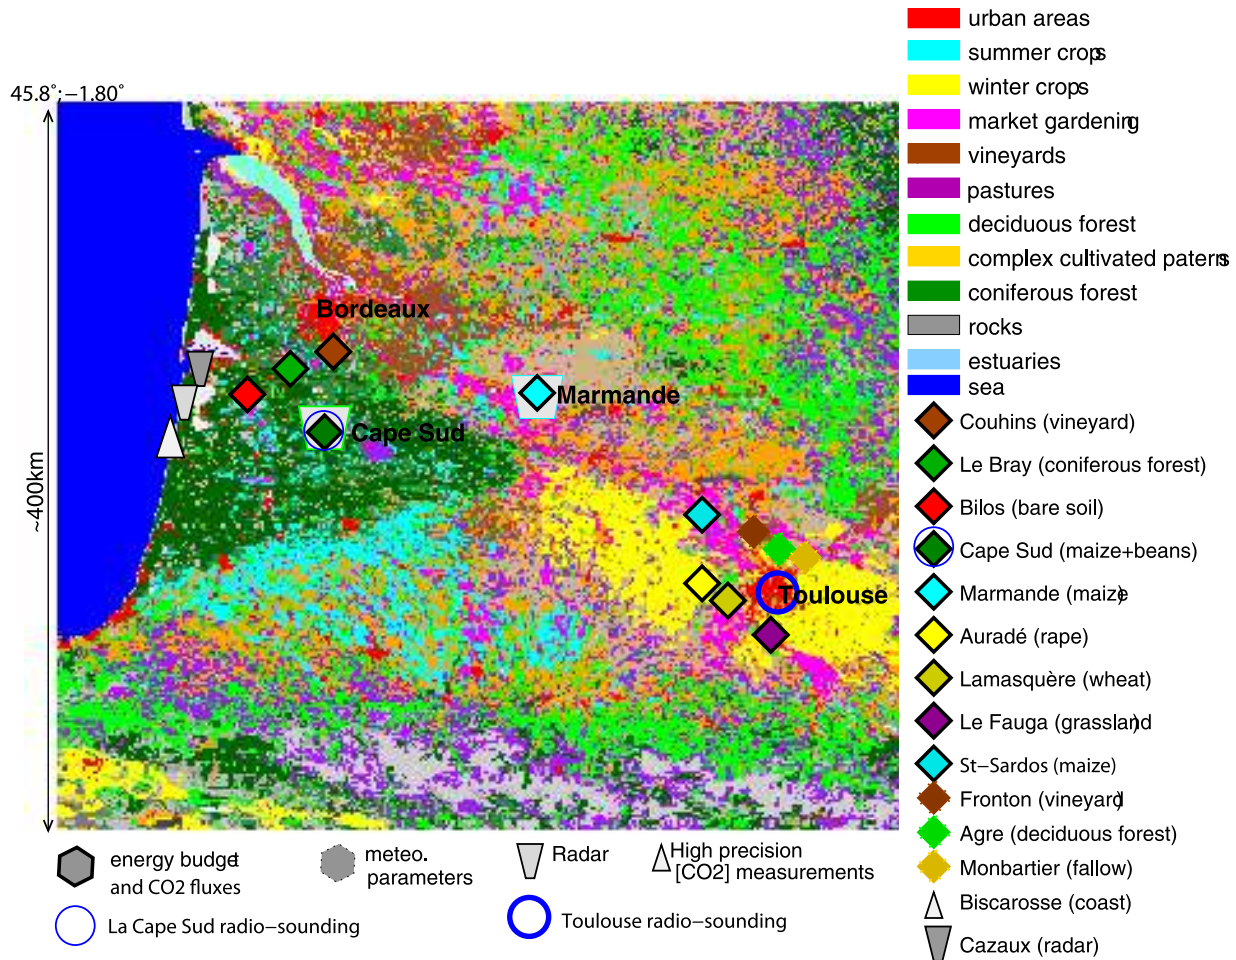 45.8°; −1.80°
~400km
Bordeaux
Marmande
Cape Sud
Toulouse
urban areas
summer crops
winter crops
market gardening
vineyards
pastures
deciduous forest
complex cultivated paterns
coniferous forest
rocks
estuaries
sea
Couhins (vineyard)
Le Bray (coniferous forest)
Bilos (bare soil)
Cape Sud (maize+beans)
Marmande (maize)
Auradé (rape)
Lamasquère (wheat)
Le Fauga (grassland)
St−Sardos (maize)
Fronton (vineyard)
Agre (deciduous forest)
Monbartier (fallow)
Biscarosse (coast)
Cazaux (radar)
energy budget
and CO2 fluxes
meteo.
parameters
Radar
High precision
[CO2] measurements
La Cape Sud radio−sounding
Toulouse radio−sounding